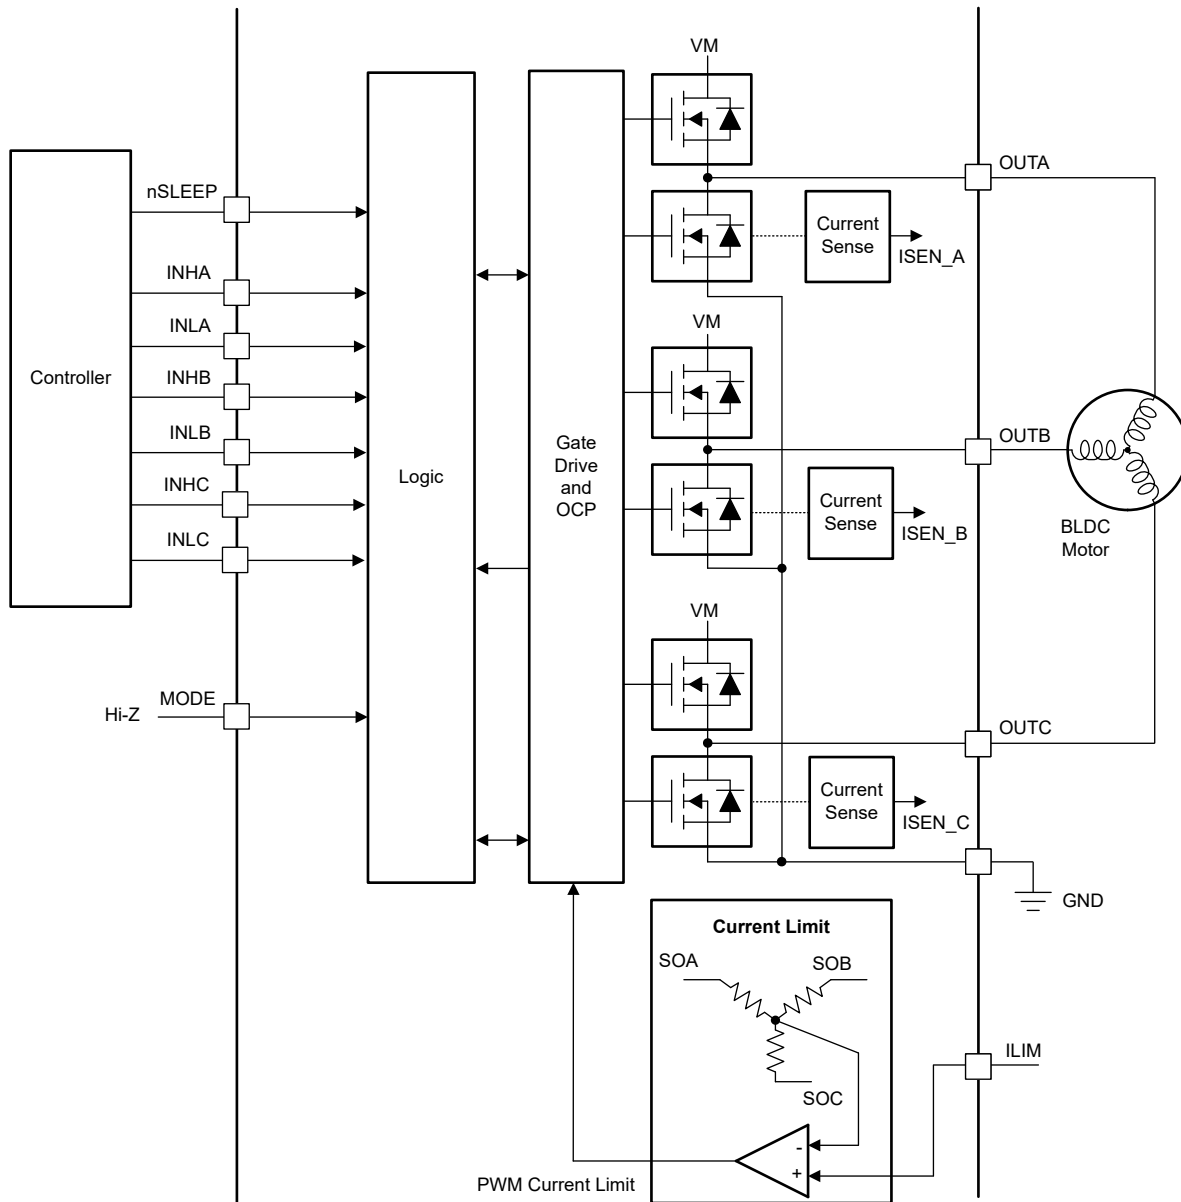 VM
OUTA
nSLEEP
Current
Sense
ISEN_A
INHA
INLA
VM
Controller
INHB
INLB
INHC
INLC
Logic
Gate
Drive
and
OCP
OUTB
Current
Sense
ISEN_B
BLDC
Motor
VM
MODE
Hi-Z
OUTC
Current
Sense
ISEN_C
GND
Current Limit
SOA
SOB
SOC
ILIM
-
+
PWM Current Limit